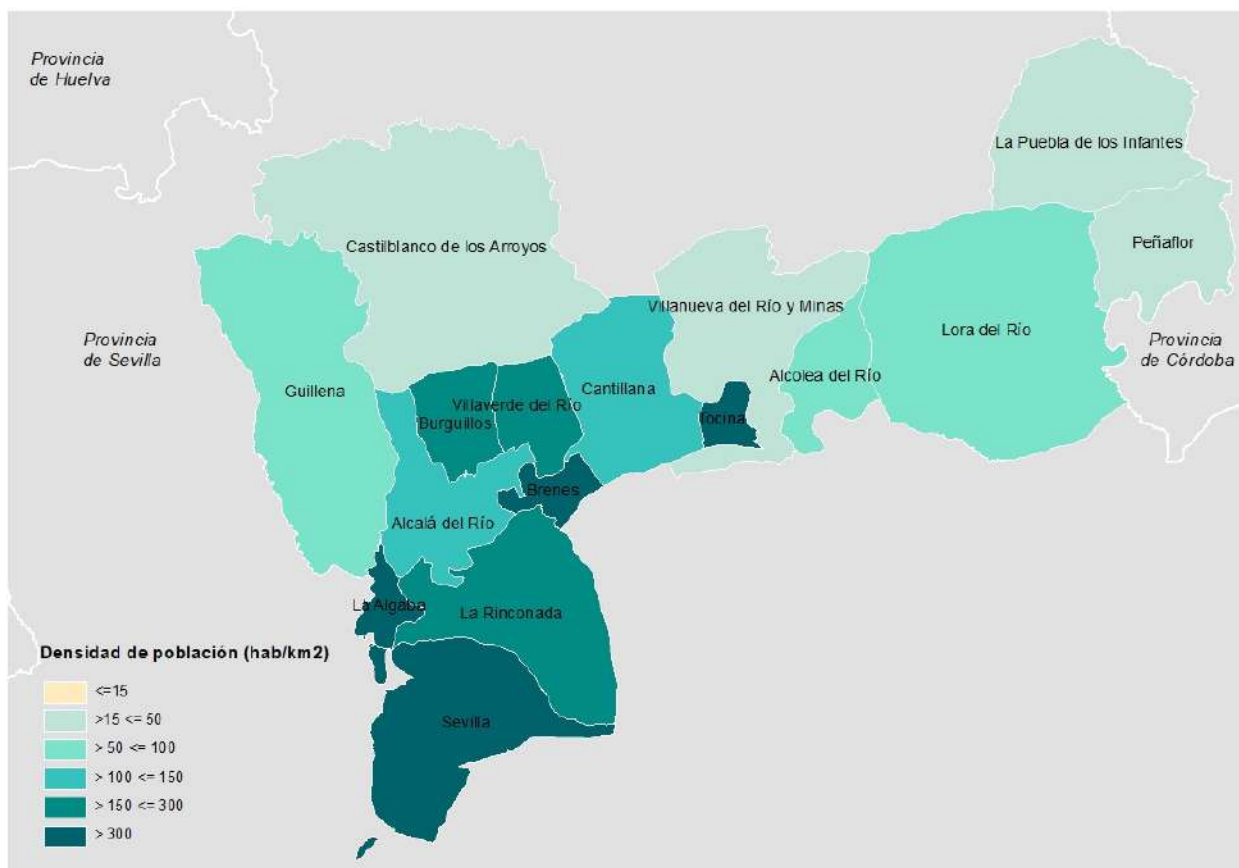 Provincia
de Huelva
La Puebla de los Infantes
Castilblanco de los Arroyos
Peñaflor
Villanueva del Río y Minas
Lora del Río
Provincia
de Sevilla
Provincia
de Córdoba
Guillena
Cantillana
Alcolea del Río
Villaverde del Río
Burguillos
Tocina
Brenes
Alcalá del Río
La Algaba
La Rinconada
Sevilla
Densidad de población (hab/km2)
<=15
>15 <= 50
> 50 <= 100
> 100 <= 150
> 150 <= 300
> 300